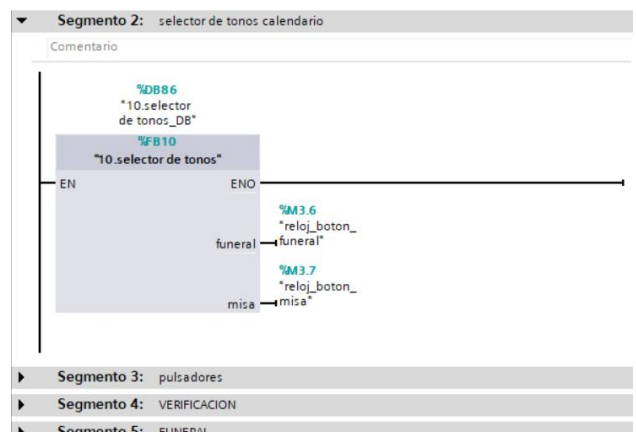 Segmento 2: selector de tonos calendario
Comentario
%DB86
"10.selector
de tonos_DB"
%FB10
"10.selector de tonos"
EN ENO
%M3.6
"reloj_boton_
funeral funeral"
%M3.7
"reloj_boton_
misa misa"
Segmento 3: pulsadores
Segmento 4: VERIFICACION
Segmento 5: FUNERAL